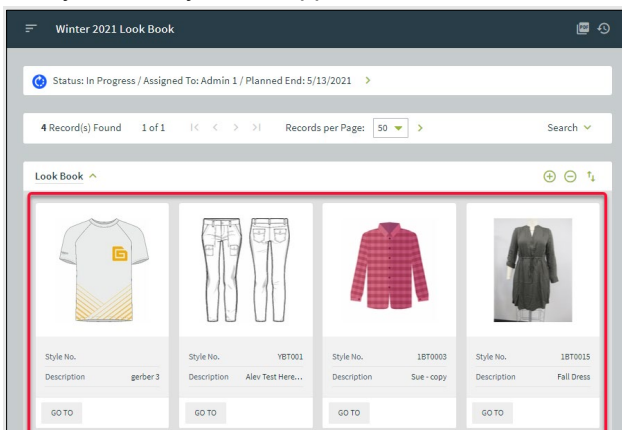 Winter 2021 Look Book
PDF
Status: In Progress / Assigned To: Admin 1 / Planned End: 5/13/2021 >
4 Record(s) Found 1 of 1 Records per Page: 50 Search
Look Book
Style No. Style No. YBT001 Style No. 1BT0003 Style No. 1BT0015
Description gerber 3 Description Alev Test Here... Description Sue - copy Description Fall Dress
GO TO GO TO GO TO GO TO